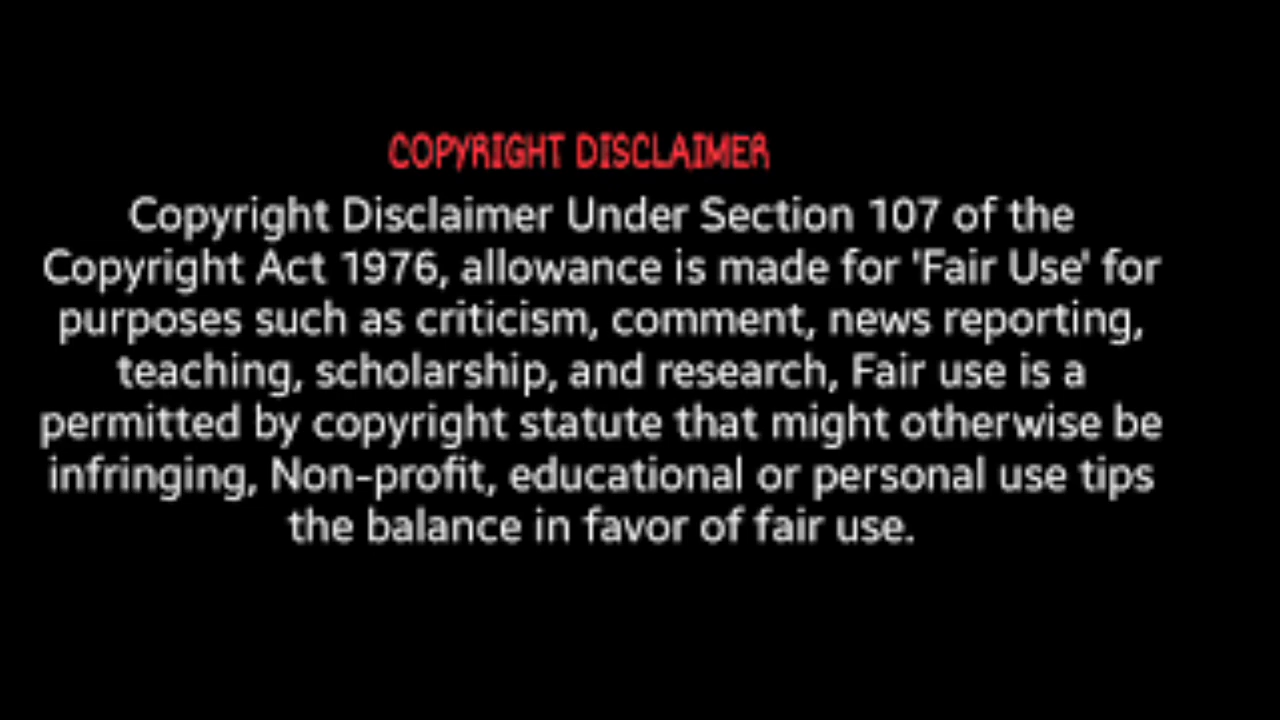 COPYRIGHT DISCLAIMER
Copyright Disclaimer Under Section 107 of the
Copyright Act 1976, allowance is made for 'Fair Use' for
purposes such as criticism, comment, news reporting,
teaching, scholarship, and research, Fair use is a
permitted by copyright statute that might otherwise be
infringing, Non-profit, educational or personal use tips
the balance in favor of fair use.